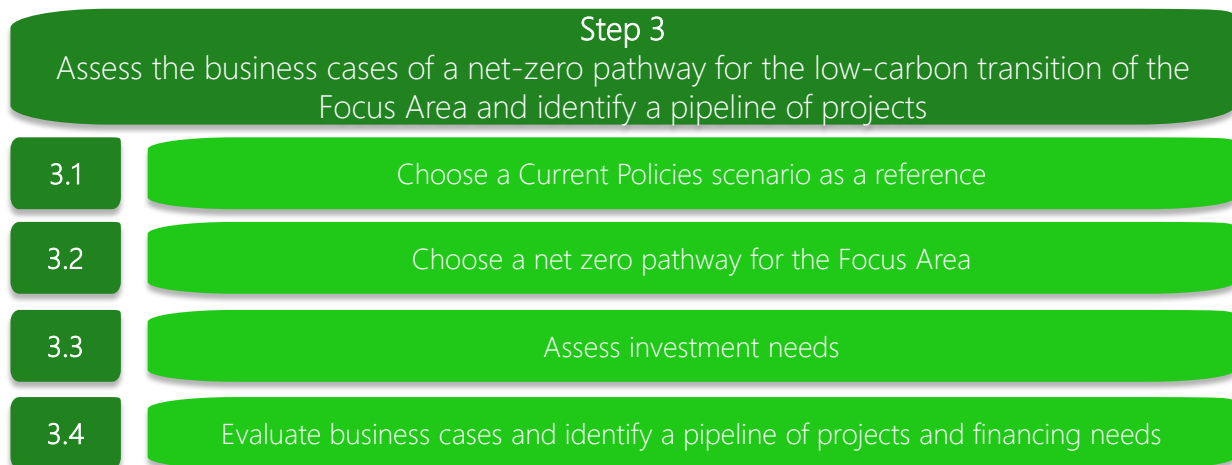 Step 3
Assess the business cases of a net-zero pathway for the low-carbon transition of the
Focus Area and identify a pipeline of projects
3.1
Choose a Current Policies scenario as a reference
3.2
Choose a net zero pathway for the Focus Area
3.3
Assess investment needs
3.4
Evaluate business cases and identify a pipeline of projects and financing needs